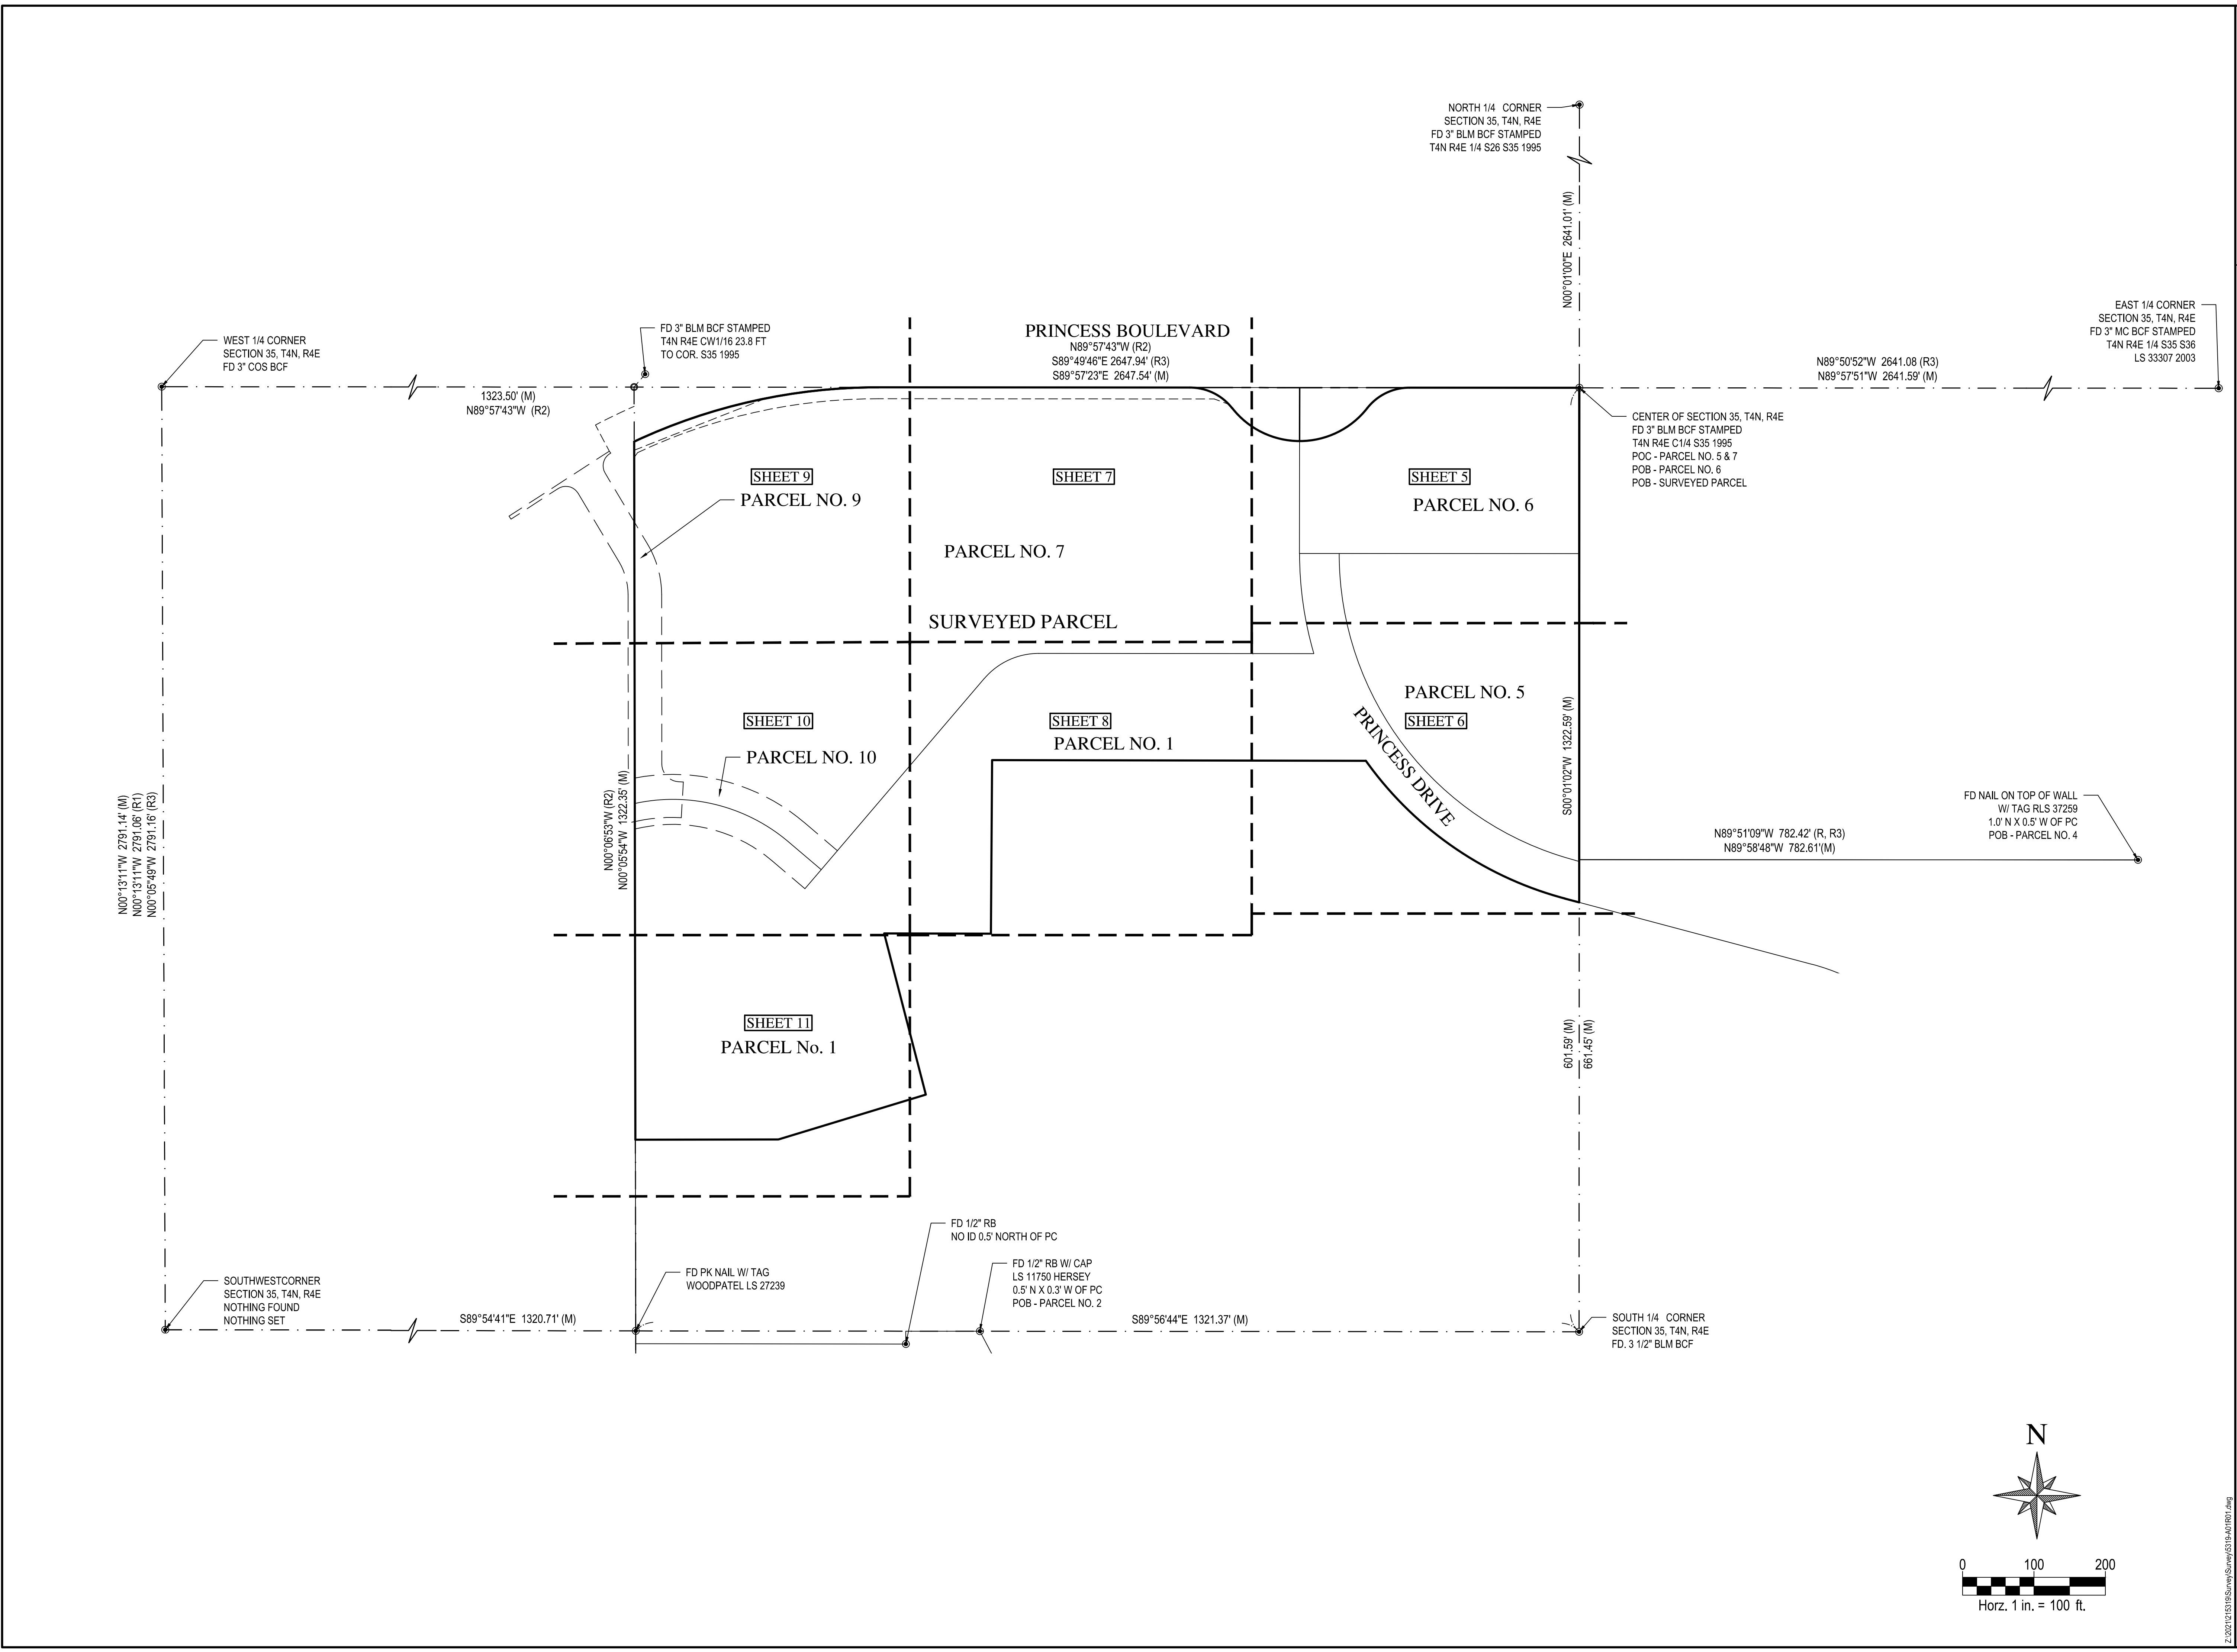 NORTH 1/4 CORNER
SECTION 35, T4N, R4E
FD 3" BLM BCF STAMPED
T4N R4E 1/4 S26 S35 1995
N00°01'00"E 2641.01' (M)
EAST 1/4 CORNER
SECTION 35, T4N, R4E
FD 3" MC BCF STAMPED
T4N R4E 1/4 S35 S36
LS 33307 2003
WEST 1/4 CORNER
SECTION 35, T4N, R4E
FD 3" COS BCF
FD 3" BLM BCF STAMPED
T4N R4E CW1/16 23.8 FT
TO COR. S35 1995
PRINCESS BOULEVARD
N89°57'43"W (R2)
S89°49'46"E 2647.94' (R3)
S89°57'23"E 2647.54' (M)
N89°50'52"W 2641.08 (R3)
N89°57'51"W 2641.59' (M)
1323.50' (M)
N89°57'43"W (R2)
CENTER OF SECTION 35, T4N, R4E
FD 3" BLM BCF STAMPED
T4N R4E C1/4 S35 1995
POC - PARCEL NO. 5 & 7
POB - PARCEL NO. 6
POB - SURVEYED PARCEL
SHEET 9
PARCEL NO. 9
SHEET 7
SHEET 5
PARCEL NO. 6
PARCEL NO. 7
SURVEYED PARCEL
PARCEL NO. 5
SHEET 6
SHEET 10
PARCEL NO. 10
SHEET 8
PARCEL NO. 1
PRINCESS DRIVE
S00°01'02"W 1322.59' (M)
N00°13'11"W 2791.14' (M)
N00°13'11"W 2791.06' (R1)
N00°05'49"W 2791.16' (R3)
N00°06'53"W (R2)
N00°05'54"W 1322.35' (M)
FD NAIL ON TOP OF WALL
W/ TAG RLS 37259
1.0' N X 0.5' W OF PC
POB - PARCEL NO. 4
N89°51'09"W 782.42' (R, R3)
N89°58'48"W 782.61'(M)
SHEET 11
PARCEL No. 1
601.59' (M)
661.45' (M)
FD 1/2" RB
NO ID 0.5' NORTH OF PC
FD 1/2" RB W/ CAP
LS 11750 HERSEY
0.5' N X 0.3' W OF PC
POB - PARCEL NO. 2
FD PK NAIL W/ TAG
WOODPATEL LS 27239
SOUTHWESTCORNER
SECTION 35, T4N, R4E
NOTHING FOUND
NOTHING SET
S89°54'41"E 1320.71' (M)
S89°56'44"E 1321.37' (M)
SOUTH 1/4 CORNER
SECTION 35, T4N, R4E
FD. 3 1/2" BLM BCF
N
0 100 200
Horz. 1 in. = 100 ft.
Z:\2021\215319\Survey\Survey\5319-A01R01.dwg